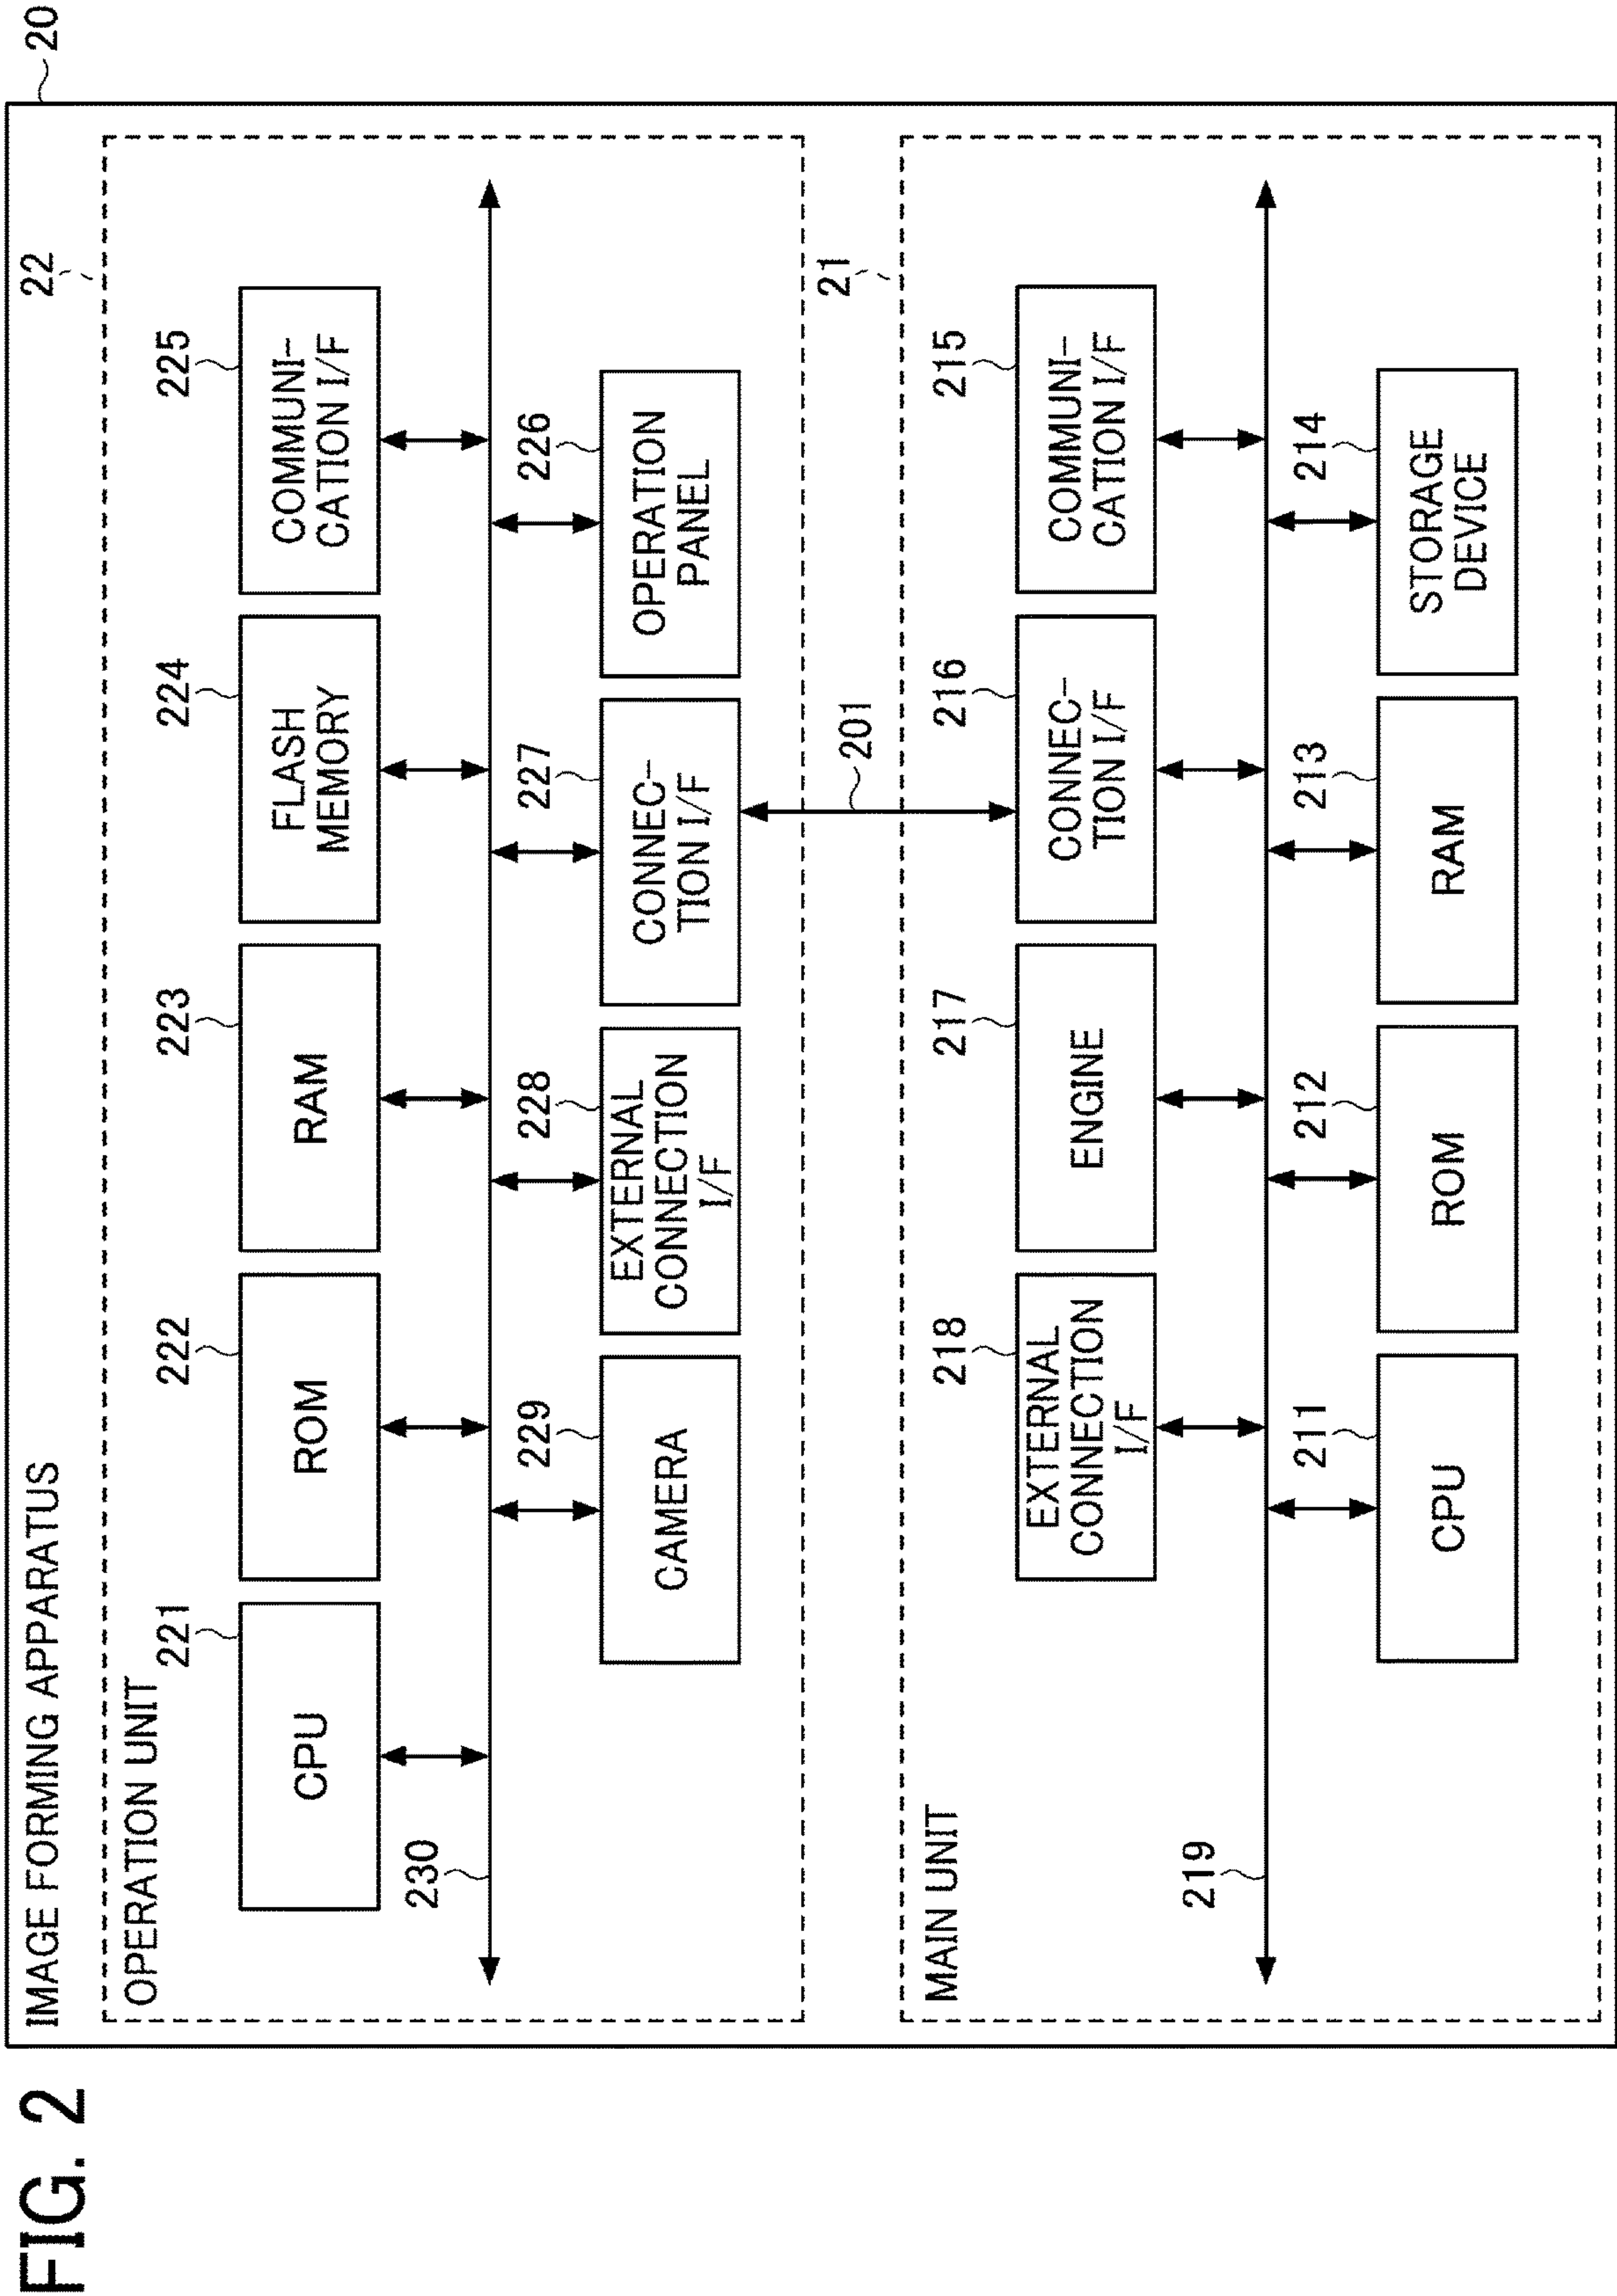 FIG. 2
IMAGE FORMING APPARATUS
20
OPERATION UNIT
22
221
222
223
224
225
CPU
ROM
RAM
FLASH
MEMORY
COMMUNI-
CATION I/F
230
229
228
227
226
CAMERA
EXTERNAL
CONNECTION
I/F
CONNEC-
TION I/F
OPERATION
PANEL
201
MAIN UNIT
21
218
217
216
215
EXTERNAL
CONNECTION
I/F
ENGINE
CONNEC-
TION I/F
COMMUNI-
CATION I/F
219
211
212
213
214
CPU
ROM
RAM
STORAGE
DEVICE